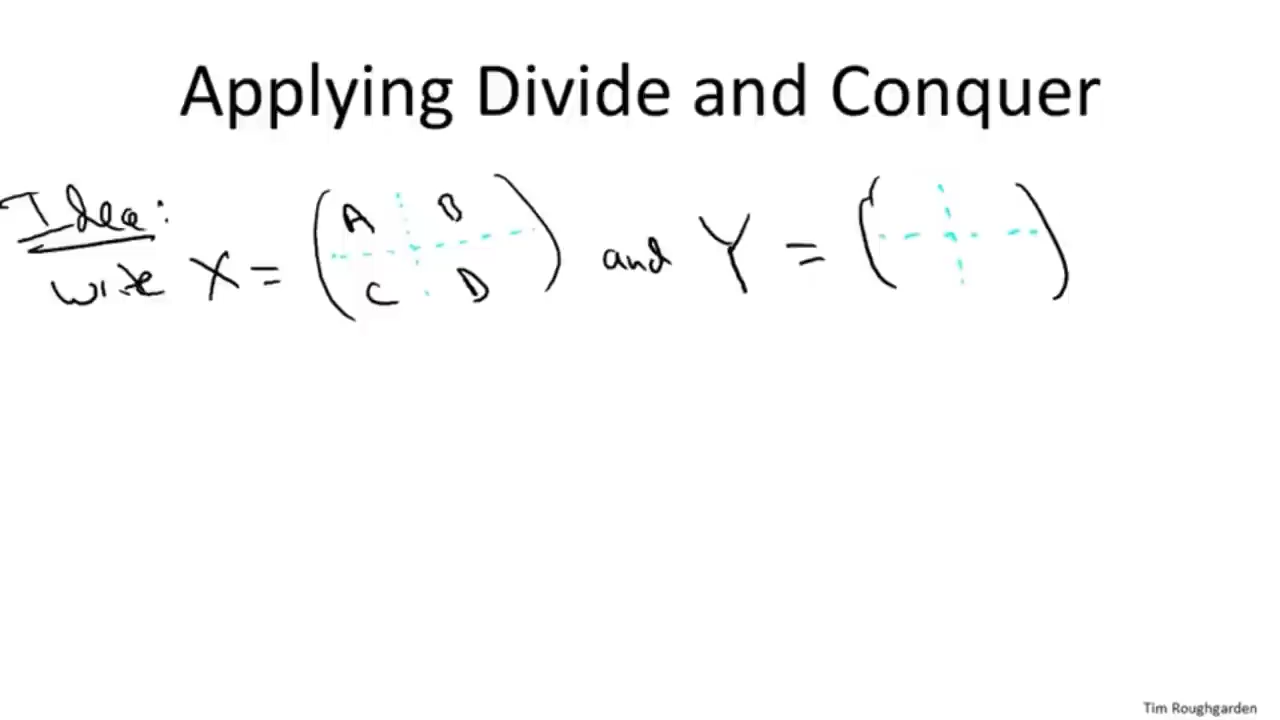 Applying Divide and Conquer
Idea:
write X = ( A B
C D ) and Y = ( )
Tim Roughgarden